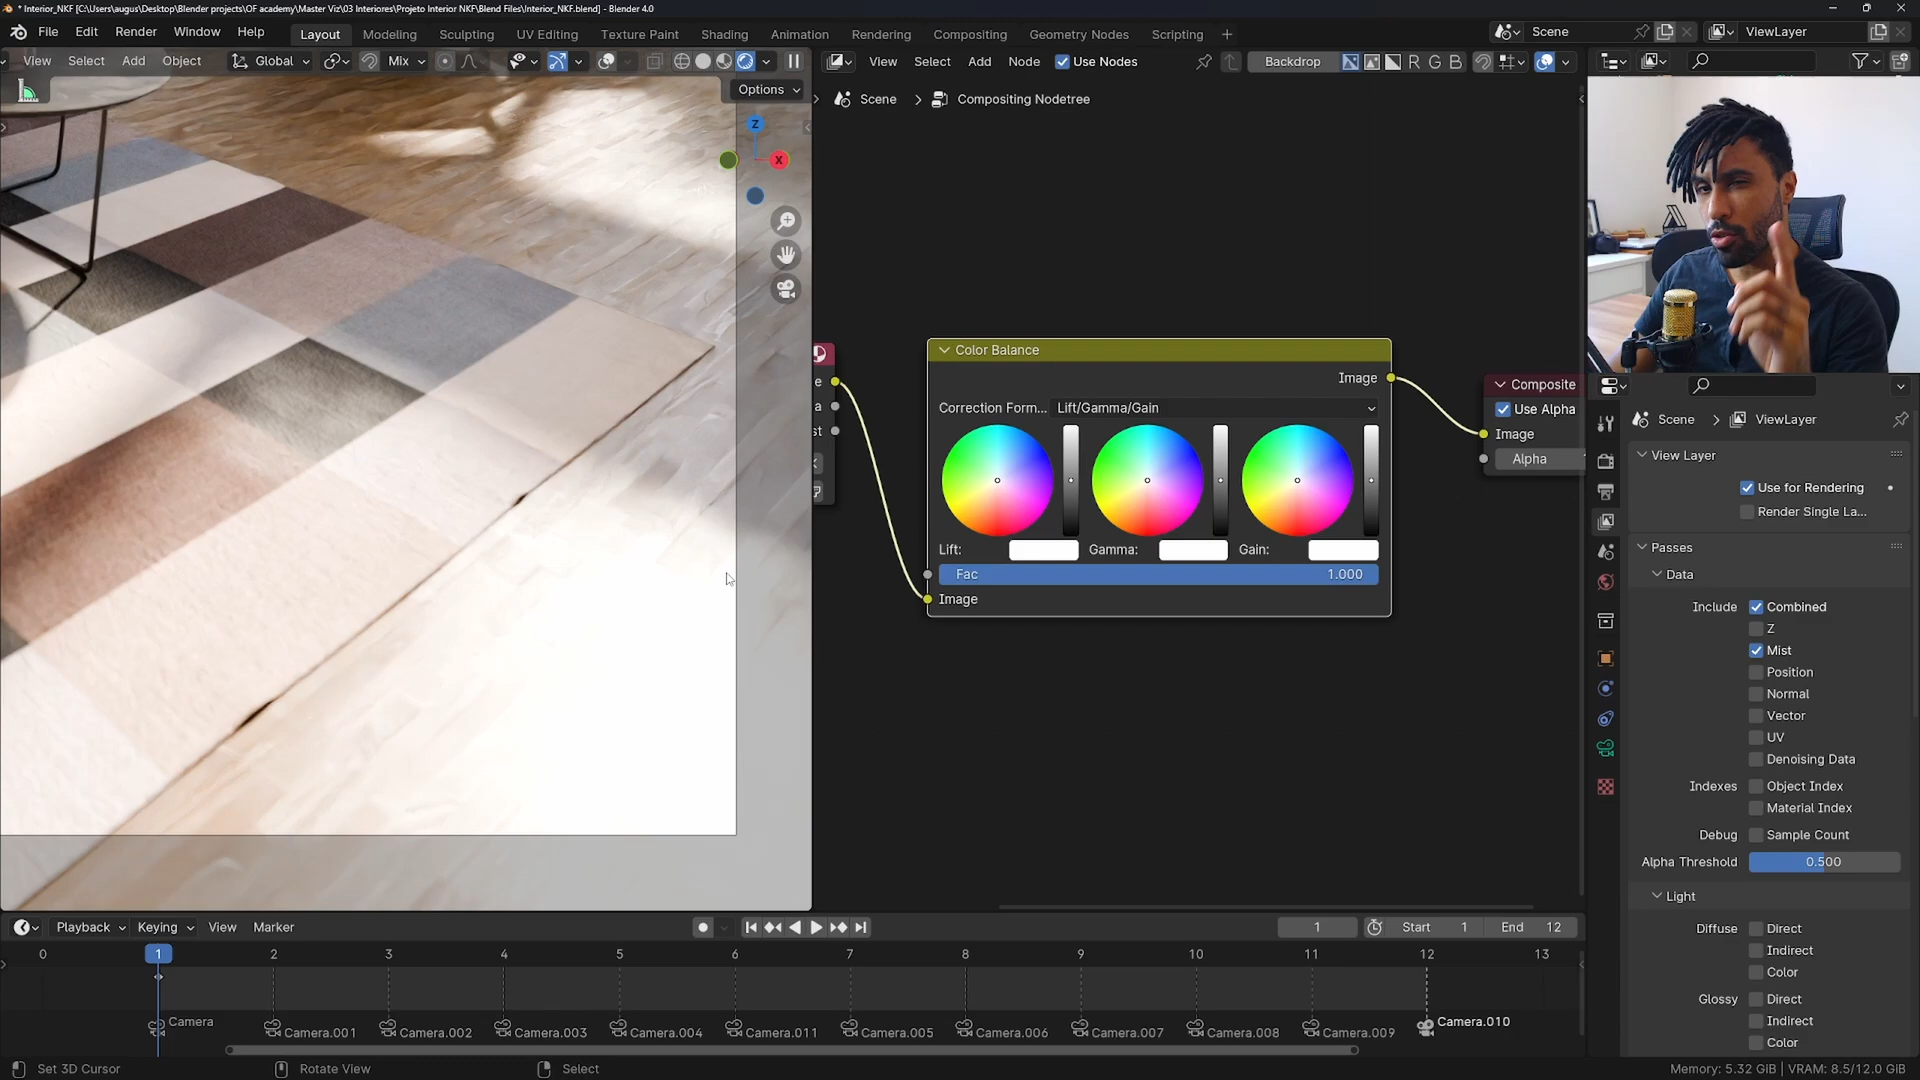 * Interior_NKF [C:\Users\augus\Desktop\Blender projects\OF academy\Master Viz\03 Interiores\Projeto Interior NKF\Blend Files\Interior_NKF.blend] - Blender 4.0
File Edit Render Window Help Layout Modeling Sculpting UV Editing Texture Paint Shading Animation Rendering Compositing Geometry Nodes Scripting + Scene ViewLayer
View Select Add Object Global Mix View Select Add Node Use Nodes Backdrop R G B
Options
Scene > Compositing Nodetree
Z
X
Color Balance
Image
Correction Form... Lift/Gamma/Gain
Lift: Gamma: Gain:
Fac 1.000
Image
e
a
st
Composite
Use Alpha
Image
Alpha
Scene > ViewLayer
View Layer
Use for Rendering
Render Single La...
Passes
Data
Include Combined
Z
Mist
Position
Normal
Vector
UV
Denoising Data
Indexes Object Index
Material Index
Debug Sample Count
Alpha Threshold 0.500
Light
Diffuse Direct
Indirect
Color
Glossy Direct
Indirect
Color
Playback Keying View Marker 1 Start 1 End 12
0 1 2 3 4 5 6 7 8 9 10 11 12 13
Camera Camera.001 Camera.002 Camera.003 Camera.004 Camera.011 Camera.005 Camera.006 Camera.007 Camera.008 Camera.009 Camera.010
Set 3D Cursor Rotate View Select Memory: 5.32 GiB | VRAM: 8.5/12.0 GiB